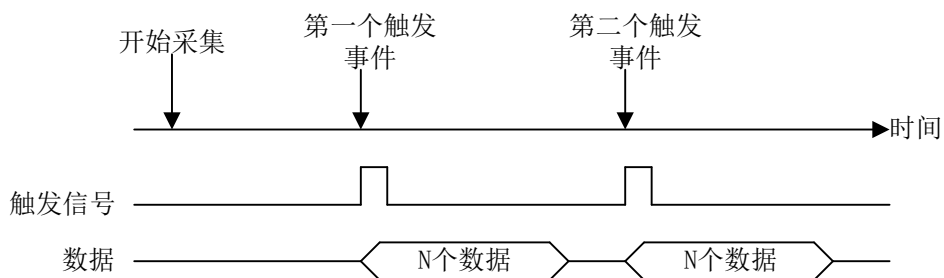 开始采集
第一个触发
事件
第二个触发
事件
时间
触发信号
数据
N个数据
N个数据